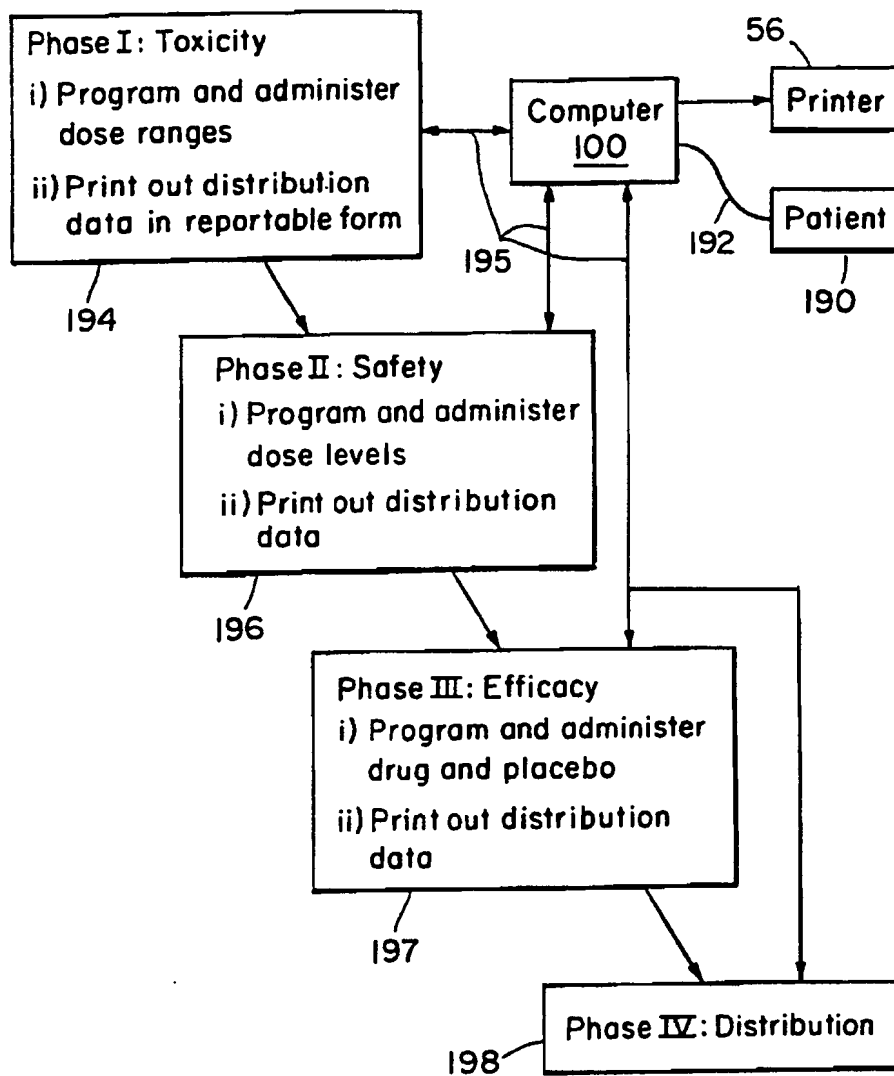 Phase I: Toxicity
i) Program and administer
dose ranges
ii) Print out distribution
data in reportable form
194
Computer
100
56
Printer
192
Patient
190
195
Phase II: Safety
i) Program and administer
dose levels
ii) Print out distribution
data
196
Phase III: Efficacy
i) Program and administer
drug and placebo
ii) Print out distribution
data
197
Phase IV: Distribution
198